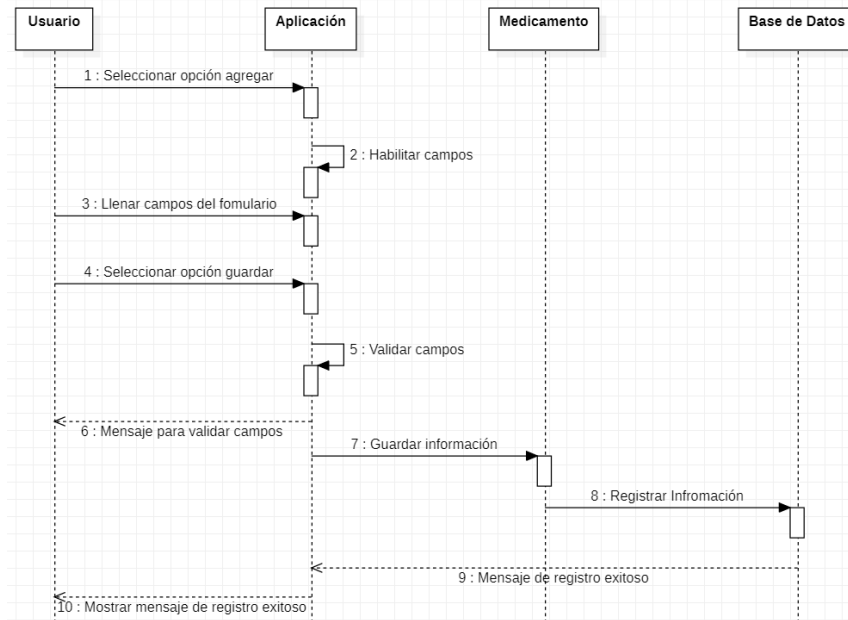 Usuario
Aplicación
Medicamento
Base de Datos
1 : Seleccionar opción agregar
2 : Habilitar campos
3 : Llenar campos del fomulario
4 : Seleccionar opción guardar
5 : Validar campos
6 : Mensaje para validar campos
7 : Guardar información
8 : Registrar Infromación
9 : Mensaje de registro exitoso
10 : Mostrar mensaje de registro exitoso